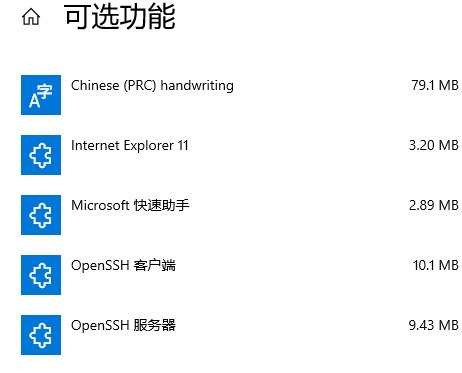 可选功能
Chinese (PRC) handwriting 79.1 MB
Internet Explorer 11 3.20 MB
Microsoft 快速助手 2.89 MB
OpenSSH 客户端 10.1 MB
OpenSSH 服务器 9.43 MB